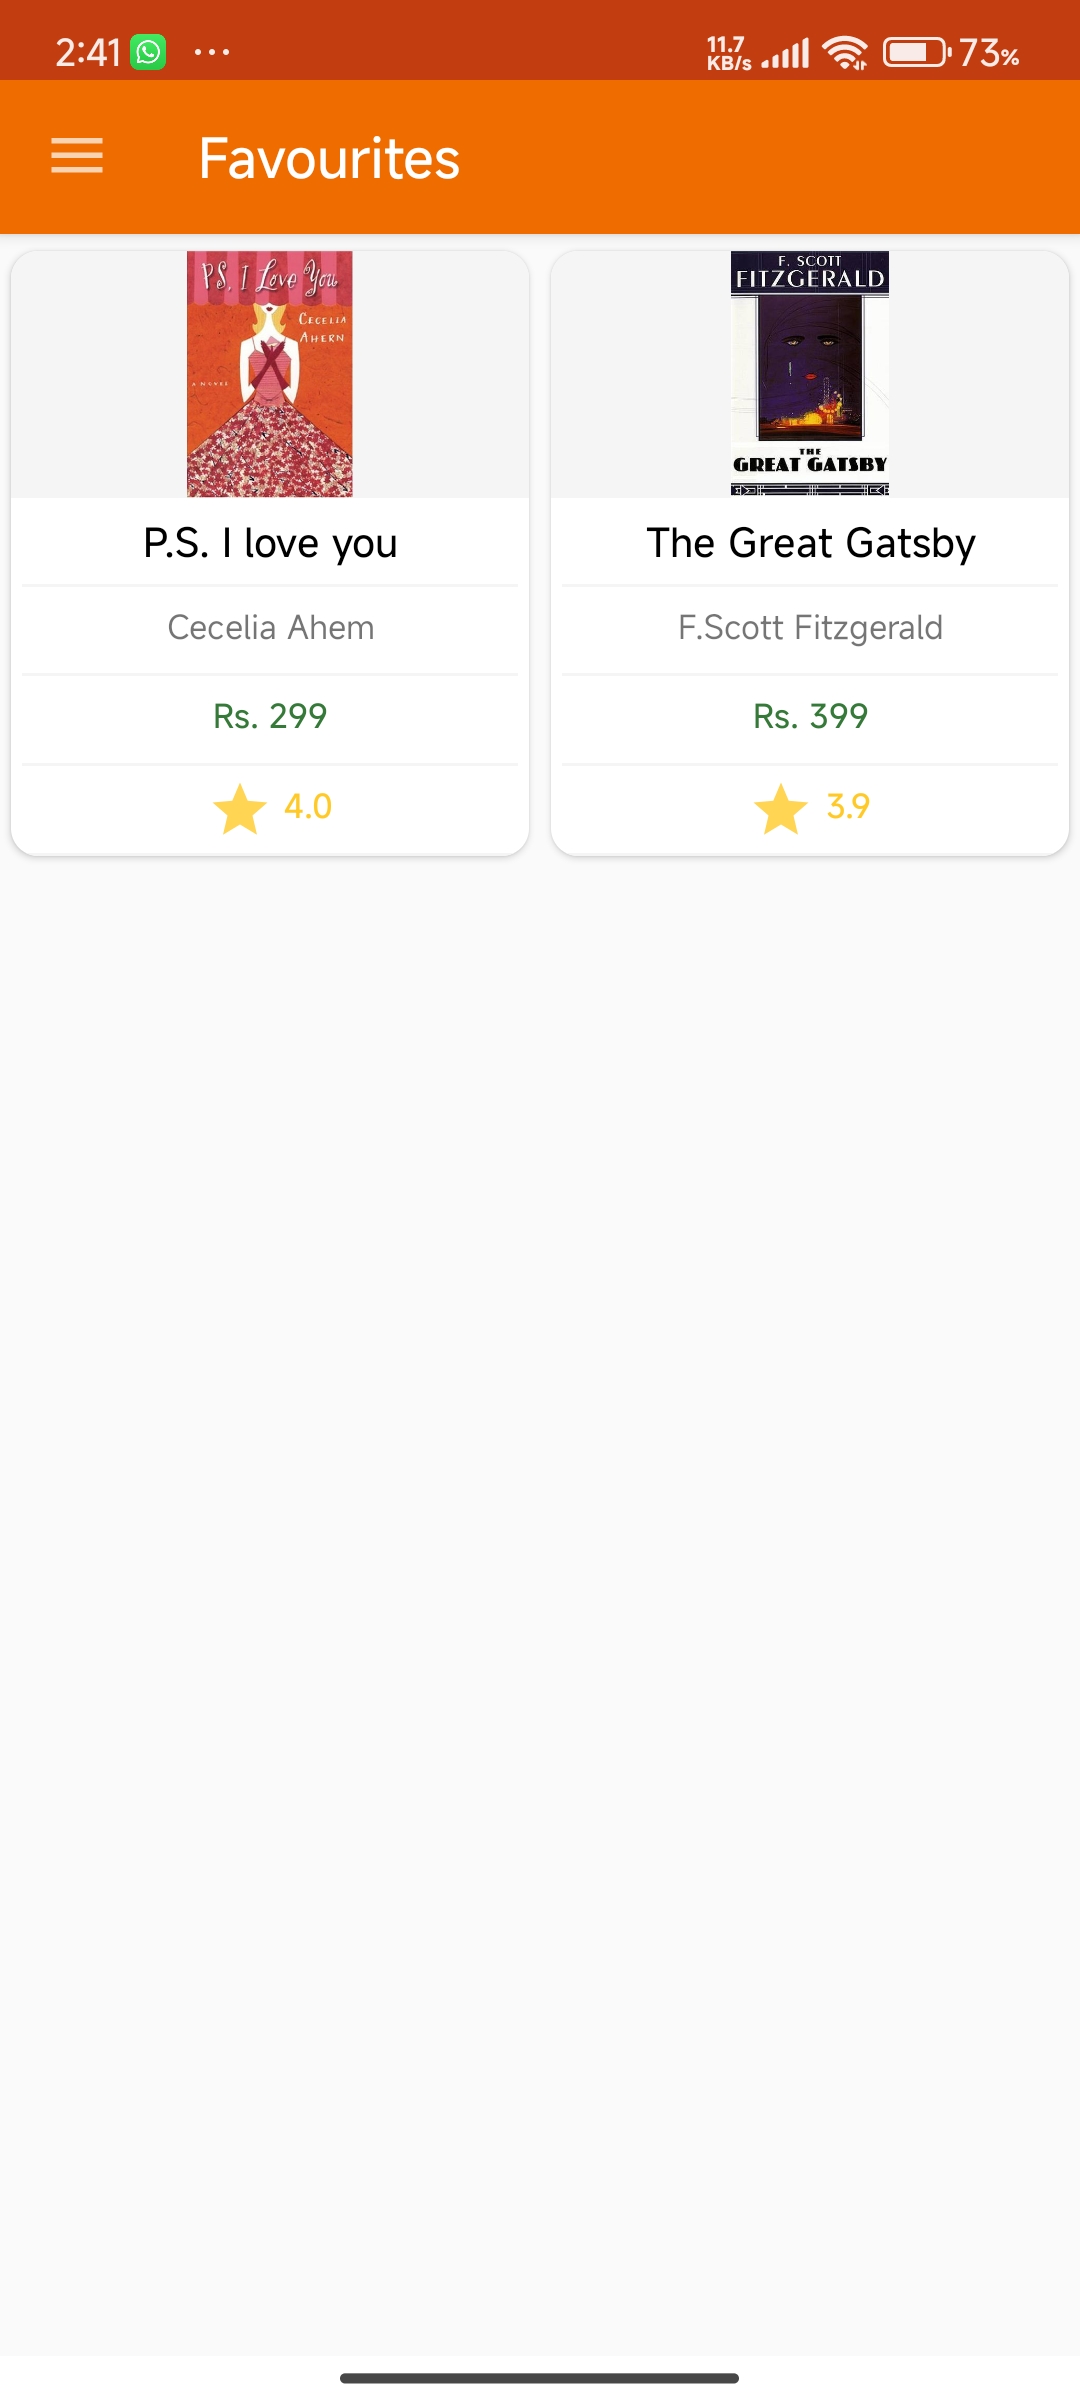 2:41 ... 11.7 KB/s 73%
Favourites
P.S. I Love You
CECELIA
AHERN
A NOVEL
P.S. I love you
Cecelia Ahem
Rs. 299
4.0
F. SCOTT
FITZGERALD
THE
GREAT GATSBY
The Great Gatsby
F.Scott Fitzgerald
Rs. 399
3.9